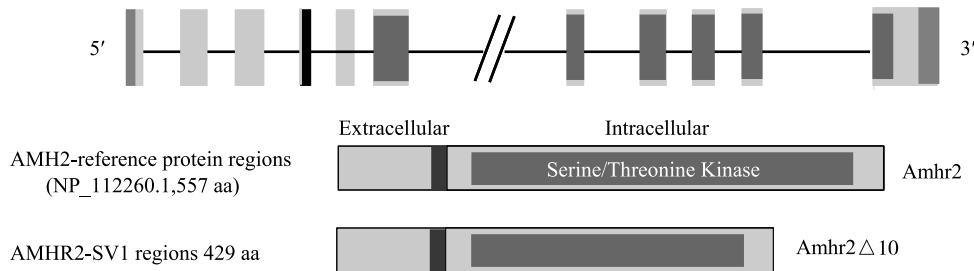 5′
3′
Extracellular
Intracellular
AMH2-reference protein regions
(NP_112260.1,557 aa)
Serine/Threonine Kinase
Amhr2
AMHR2-SV1 regions 429 aa
Amhr2△10